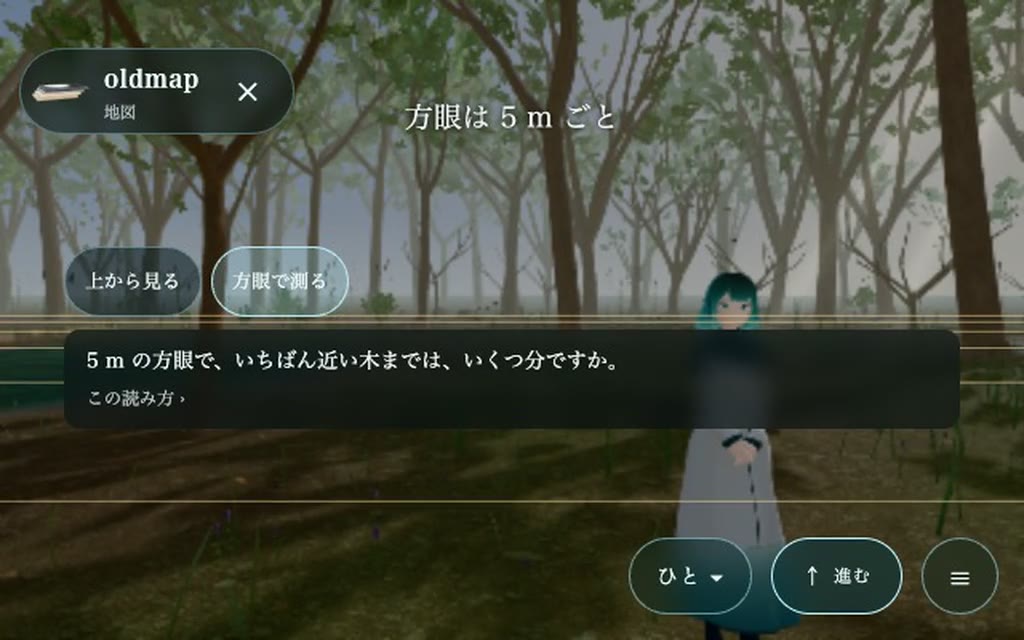 oldmap
地図
×
方眼は 5 m ごと
上から見る
方眼で測る
5 m の方眼で、いちばん近い木までは、いくつ分ですか。
この読み方 ›
ひと ▾
↑ 進む
≡